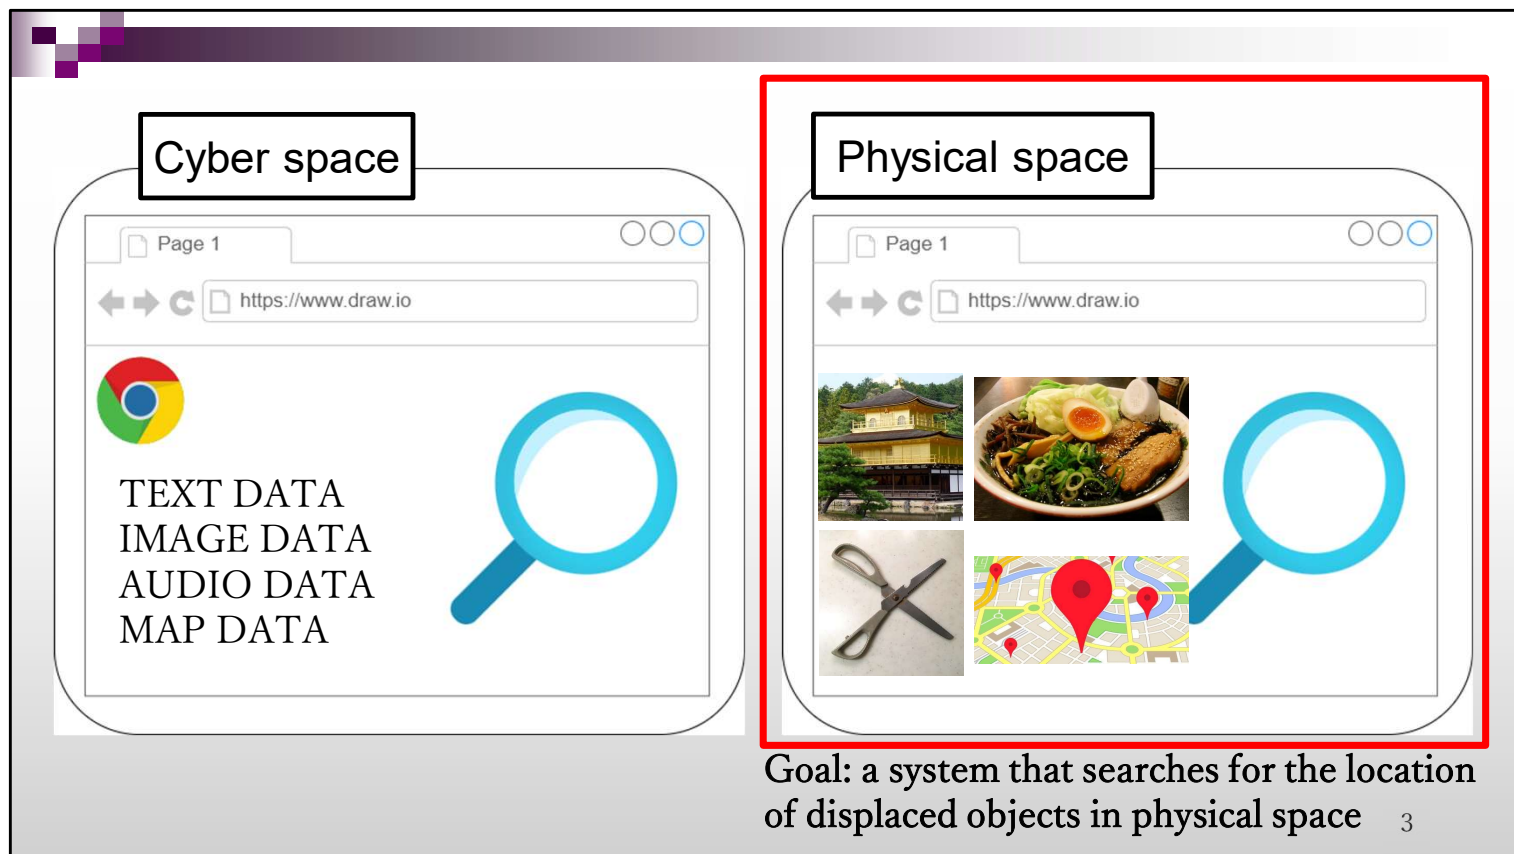 Cyber space
Page 1
https://www.draw.io
TEXT DATA
IMAGE DATA
AUDIO DATA
MAP DATA
Physical space
Page 1
https://www.draw.io
Goal: a system that searches for the location
of displaced objects in physical space
3